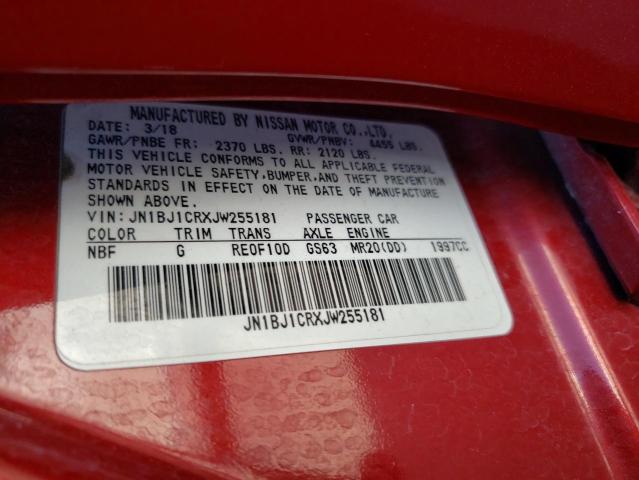 MANUFACTURED BY NISSAN MOTOR CO.,LTD.
DATE: 3/18 GVWR/PNBV: 4455 LBS.
GAWR/PNBE FR: 2370 LBS. RR: 2120 LBS.
THIS VEHICLE CONFORMS TO ALL APPLICABLE FEDERAL
MOTOR VEHICLE SAFETY,BUMPER,AND THEFT PREVENTION
STANDARDS IN EFFECT ON THE DATE OF MANUFACTURE
SHOWN ABOVE.
VIN: JN1BJ1CRXJW255181 PASSENGER CAR
COLOR TRIM TRANS AXLE ENGINE
NBF G RE0F10D GS63 MR20(DD) 1997CC
JN1BJ1CRXJW255181